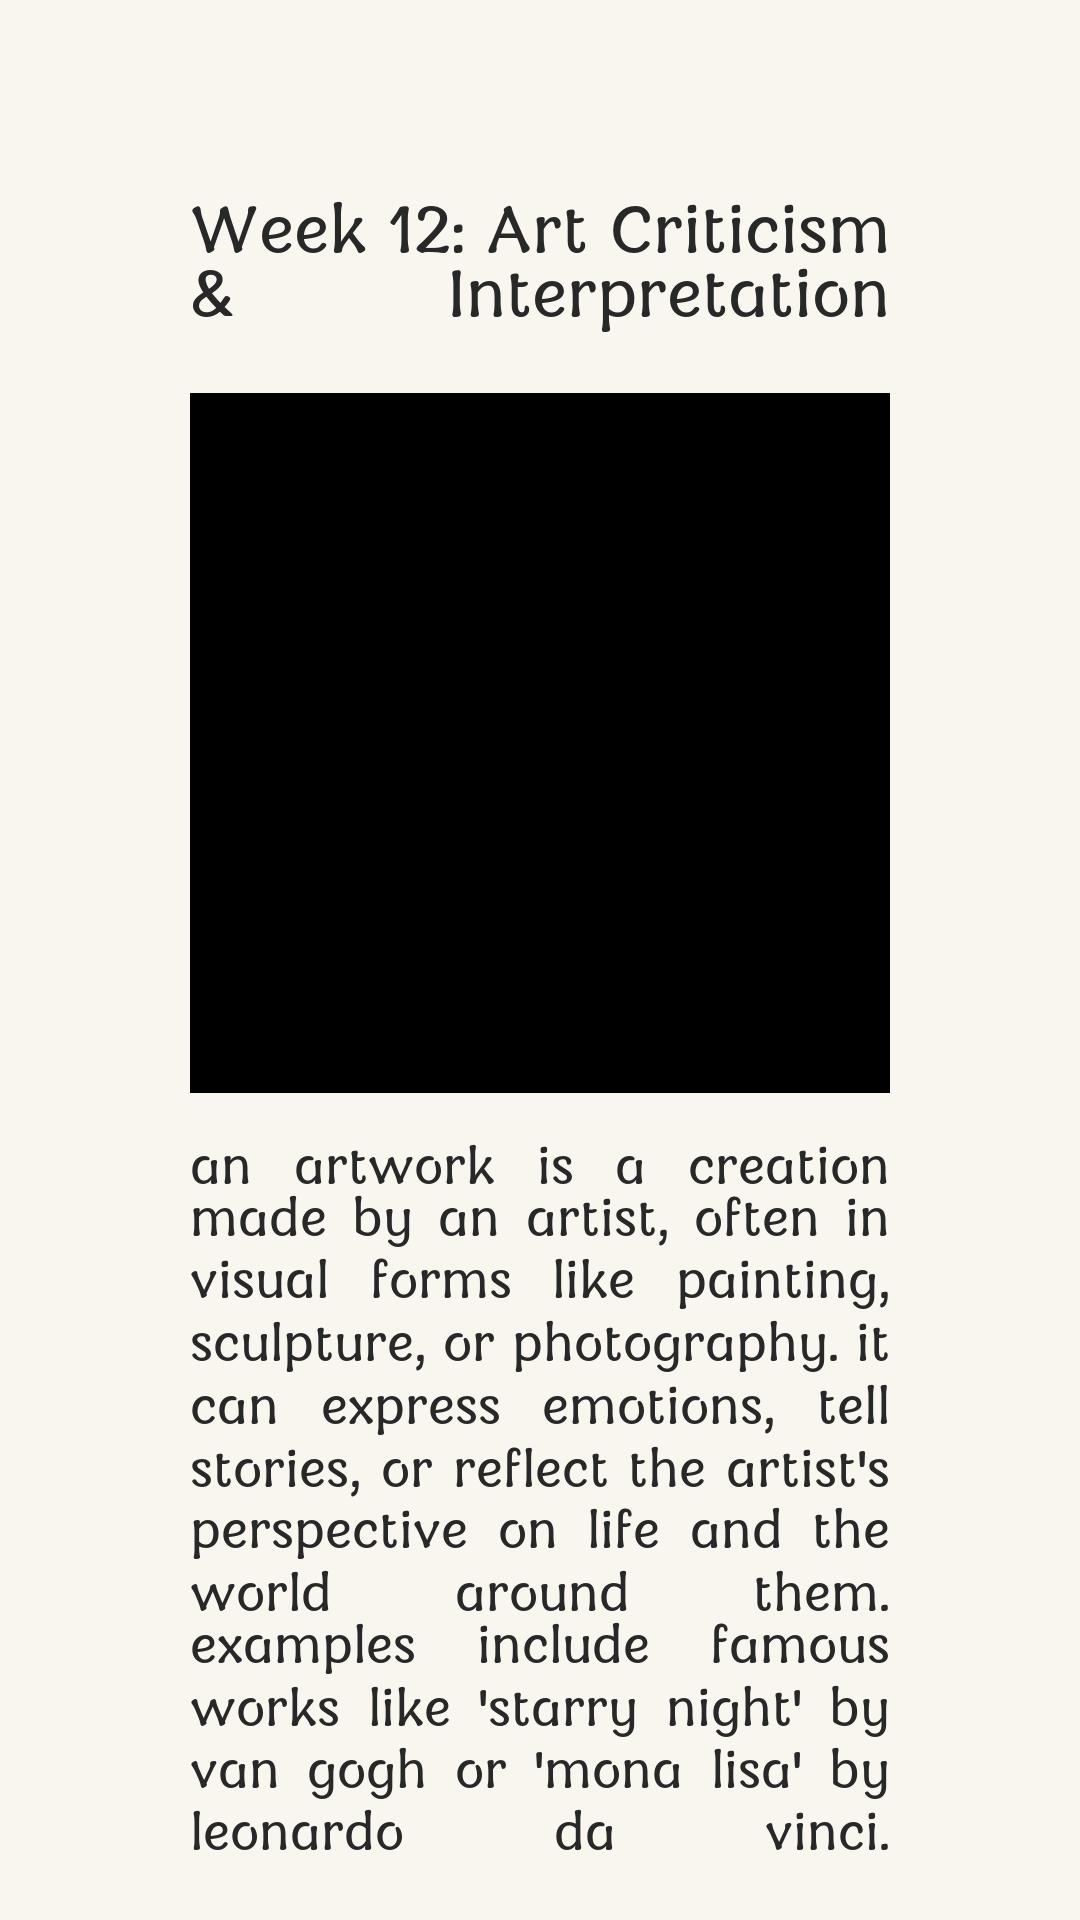 Week 12: Art Criticism
& Interpretation
an artwork is a creation
made by an artist, often in
visual forms like painting,
sculpture, or photography. it
can express emotions, tell
stories, or reflect the artist's
perspective on life and the
world around them.
examples include famous
works like 'starry night' by
van gogh or 'mona lisa' by
leonardo da vinci.